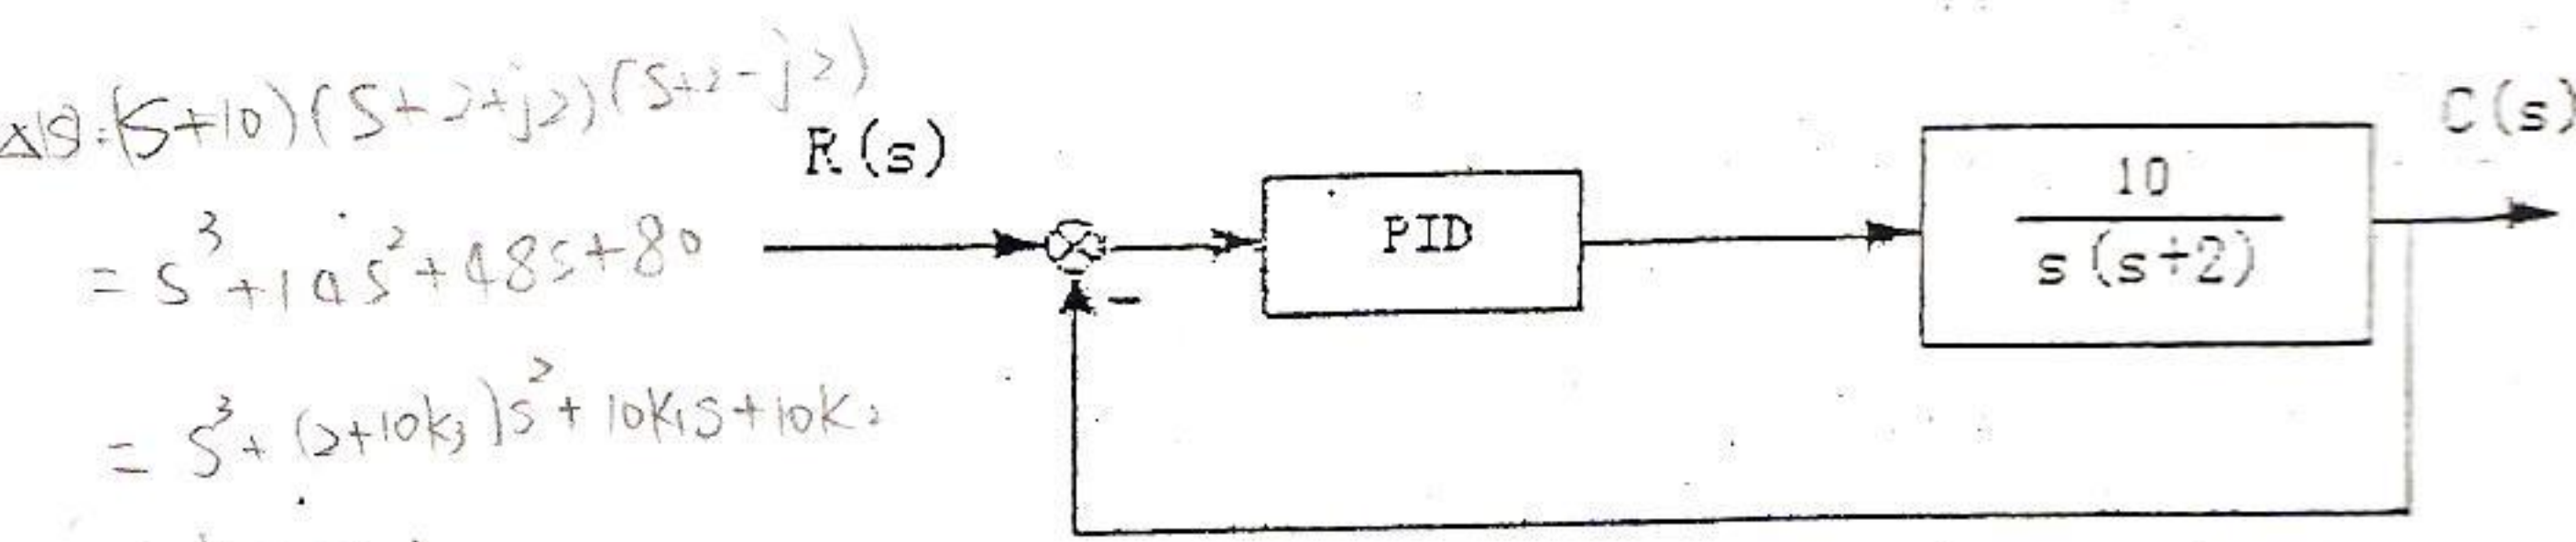 Δ(S):(S+10)(S+2+j2)(S+2-j2)
= S³+14S²+48S+80
= S³+(2+10k₃)S²+10K₁S+10K₂
R(s)
PID
10
s(s+2)
C(s)
-